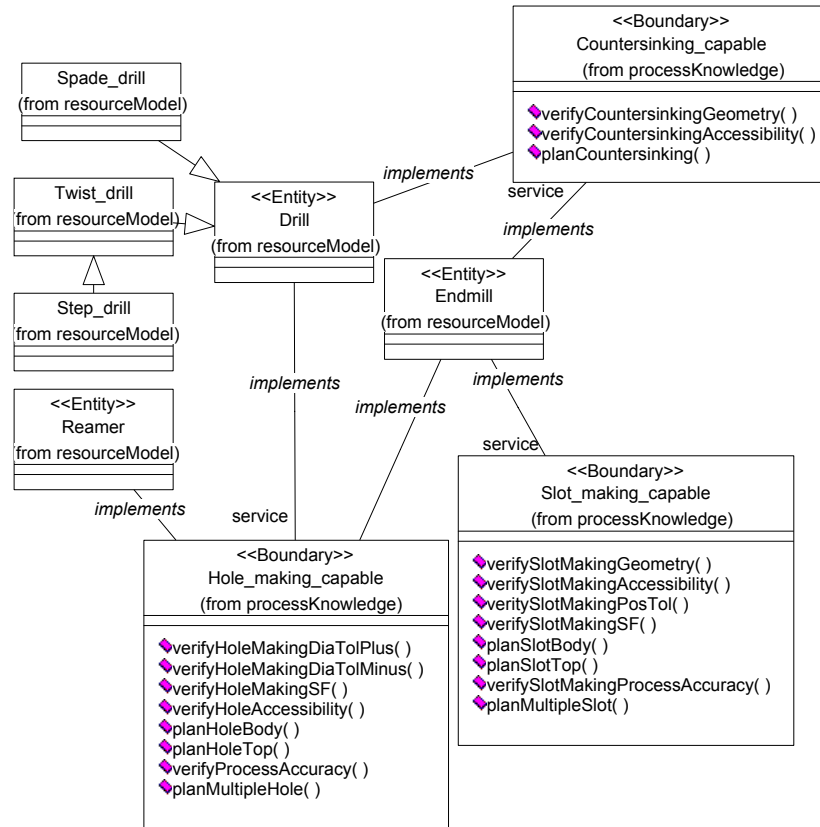 <<Boundary>>
Countersinking_capable
(from processKnowledge)
verifyCountersinkingGeometry( )
verifyCountersinkingAccessibility( )
planCountersinking( )
Spade_drill
(from resourceModel)
Twist_drill
(from resourceModel)
Step_drill
(from resourceModel)
<<Entity>>
Drill
(from resourceModel)
implements
service
implements
<<Entity>>
Endmill
(from resourceModel)
<<Entity>>
Reamer
(from resourceModel)
implements
implements
implements
implements
service
service
<<Boundary>>
Slot_making_capable
(from processKnowledge)
verifySlotMakingGeometry( )
verifySlotMakingAccessibility( )
veritySlotMakingPosTol( )
verifySlotMakingSF( )
planSlotBody( )
planSlotTop( )
verifySlotMakingProcessAccuracy( )
planMultipleSlot( )
<<Boundary>>
Hole_making_capable
(from processKnowledge)
verifyHoleMakingDiaTolPlus( )
verifyHoleMakingDiaTolMinus( )
verifyHoleMakingSF( )
verifyHoleAccessibility( )
planHoleBody( )
planHoleTop( )
verifyProcessAccuracy( )
planMultipleHole( )